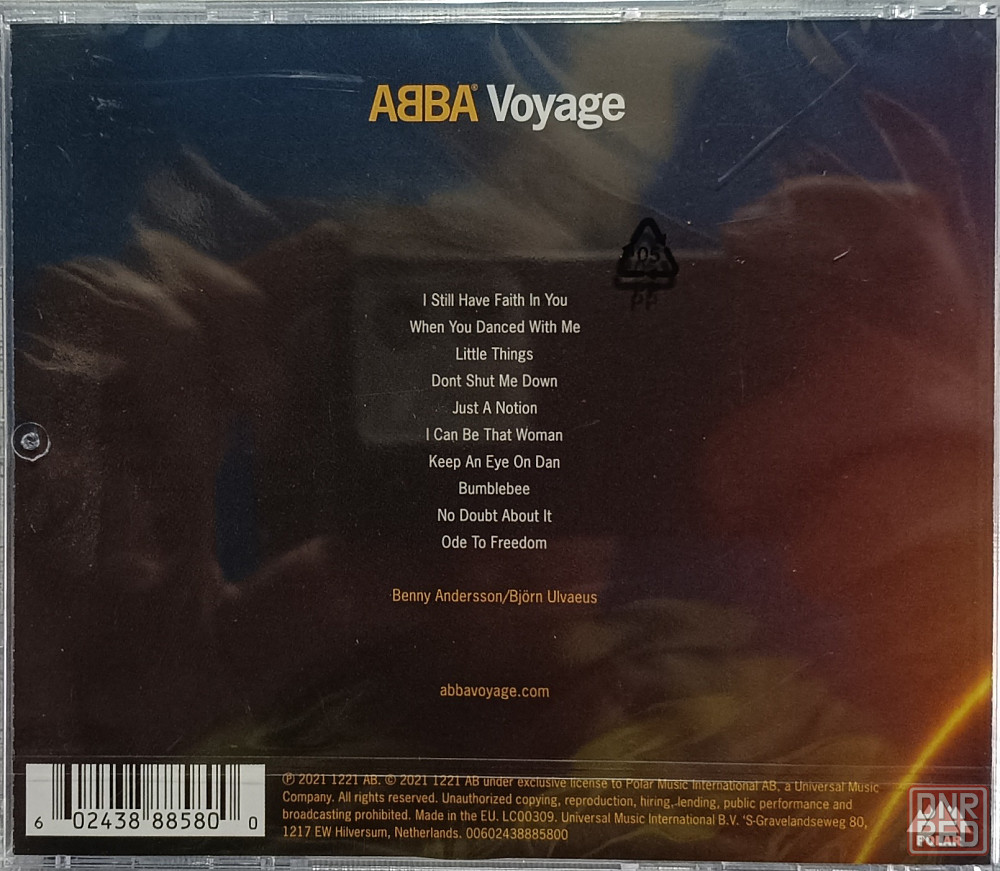 ABBA® Voyage
05
PP
I Still Have Faith In You
When You Danced With Me
Little Things
Dont Shut Me Down
Just A Notion
I Can Be That Woman
Keep An Eye On Dan
Bumblebee
No Doubt About It
Ode To Freedom
Benny Andersson/Björn Ulvaeus
abbavoyage.com
℗ 2021 1221 AB. © 2021 1221 AB under exclusive license to Polar Music International AB, a Universal Music
Company. All rights reserved. Unauthorized copying, reproduction, hiring, lending, public performance and
broadcasting prohibited. Made in the EU. LC00309. Universal Music International B.V. 'S-Gravelandseweg 80,
1217 EW Hilversum, Netherlands. 00602438885800
6 02438 88580 0
DNR
RED
POLAR